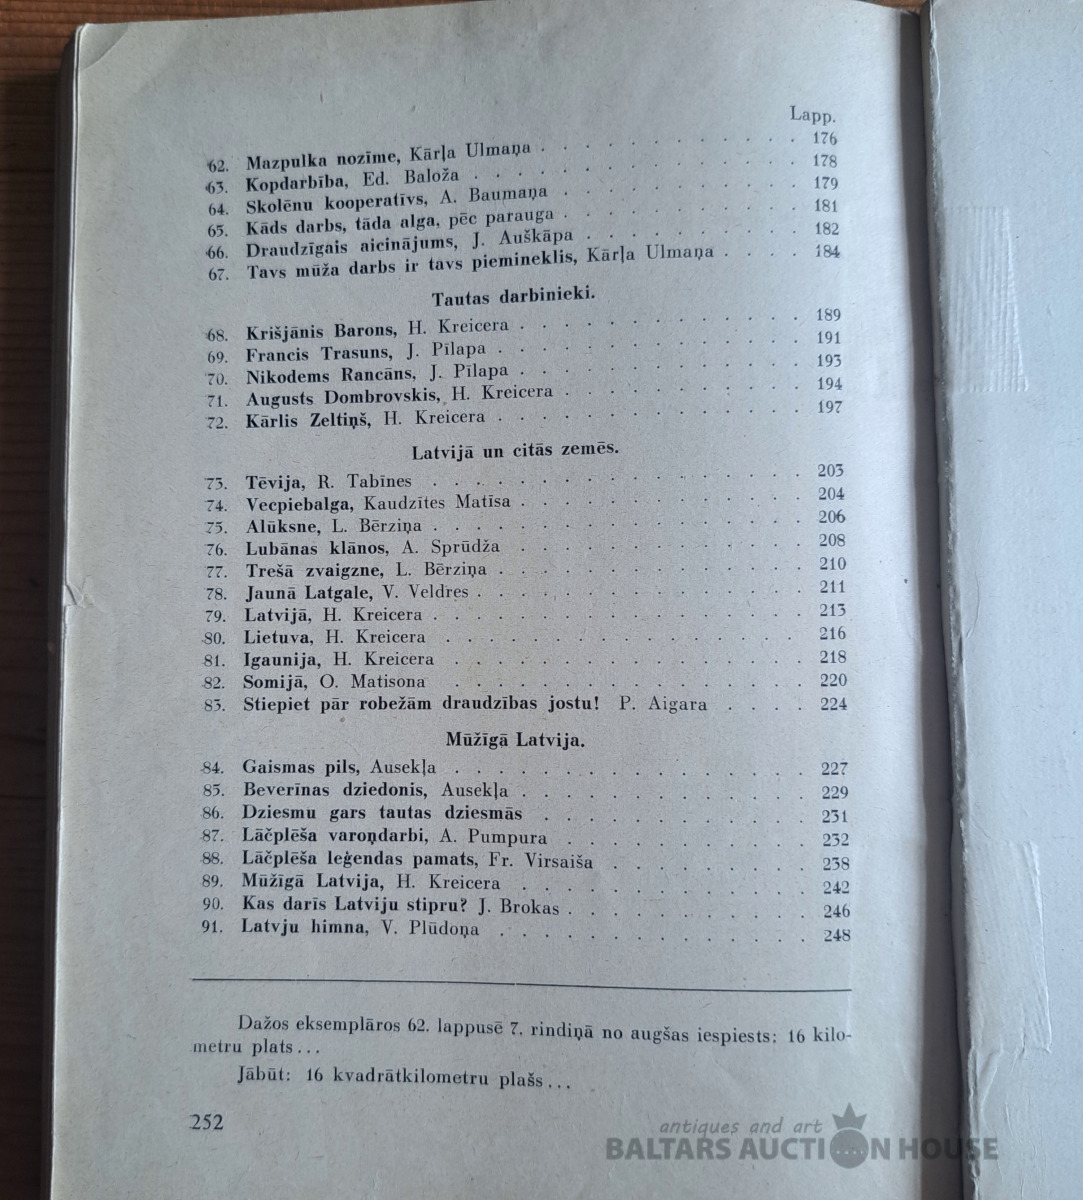 Lapp.
62. Mazpulka nozīme, Kārļa Ulmaņa . . . . . . . . . . 176
63. Kopdarbība, Ed. Baloža . . . . . . . . . . 178
64. Skolēnu kooperatīvs, A. Baumaņa . . . . . . . . . . 179
65. Kāds darbs, tāda alga, pēc parauga . . . . . . . . . . 181
66. Draudzīgais aicinājums, J. Auškāpa . . . . . . . . . . 182
67. Tavs mūža darbs ir tavs piemineklis, Kārļa Ulmaņa . . . . 184
Tautas darbinieki.
68. Krišjānis Barons, H. Kreicera . . . . . . . . . . 189
69. Francis Trasuns, J. Pīlapa . . . . . . . . . . 191
70. Nikodems Rancāns, J. Pīlapa . . . . . . . . . . 193
71. Augusts Dombrovskis, H. Kreicera . . . . . . . . . . 194
72. Kārlis Zeltiņš, H. Kreicera . . . . . . . . . . 197
Latvijā un citās zemēs.
73. Tēvija, R. Tabīnes . . . . . . . . . . 203
74. Vecpiebalga, Kaudzītes Matīsa . . . . . . . . . . 204
75. Alūksne, L. Bērziņa . . . . . . . . . . 206
76. Lubānas klānos, A. Sprūdža . . . . . . . . . . 208
77. Trešā zvaigzne, L. Bērziņa . . . . . . . . . . 210
78. Jaunā Latgale, V. Veldres . . . . . . . . . . 211
79. Latvijā, H. Kreicera . . . . . . . . . . 213
80. Lietuva, H. Kreicera . . . . . . . . . . 216
81. Igaunija, H. Kreicera . . . . . . . . . . 218
82. Somijā, O. Matisona . . . . . . . . . . 220
83. Stiepiet pār robežām draudzības jostu! P. Aigara . . . . 224
Mūžīgā Latvija.
84. Gaismas pils, Ausekļa . . . . . . . . . . 227
85. Beverīnas dziedonis, Ausekļa . . . . . . . . . . 229
86. Dziesmu gars tautas dziesmās . . . . . . . . . . 231
87. Lāčplēša varoņdarbi, A. Pumpura . . . . . . . . . . 232
88. Lāčplēša leģendas pamats, Fr. Virsaiša . . . . . . . . 238
89. Mūžīgā Latvija, H. Kreicera . . . . . . . . . . 242
90. Kas darīs Latviju stipru? J. Brokas . . . . . . . . . . 246
91. Latvju himna, V. Plūdoņa . . . . . . . . . . 248
Dažos eksemplāros 62. lappusē 7. rindiņā no augšas iespiests: 16 kilo-
metru plats...
Jābūt: 16 kvadrātkilometru plašs...
252
antiques and art
BALTARS AUCTION HOUSE